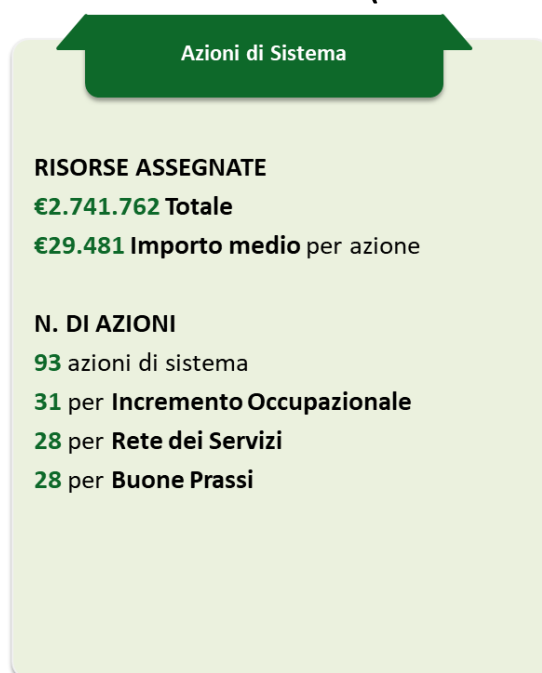 Azioni di Sistema
RISORSE ASSEGNATE
€2.741.762 Totale
€29.481 Importo medio per azione
N. DI AZIONI
93 azioni di sistema
31 per Incremento Occupazionale
28 per Rete dei Servizi
28 per Buone Prassi